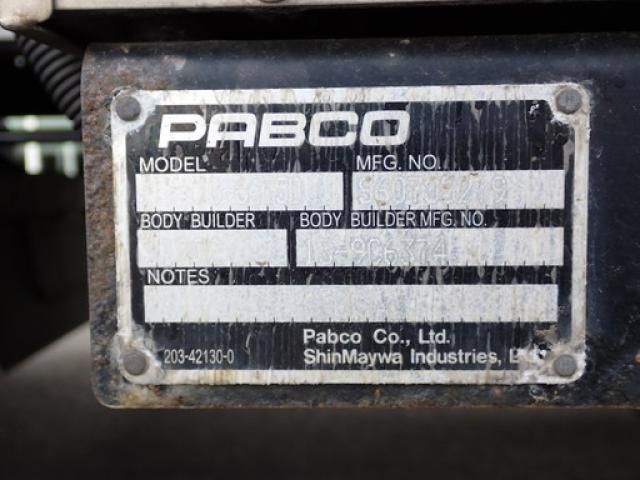 PABCO
MODEL MFG. NO.
BODY BUILDER BODY BUILDER MFG. NO.
NOTES
Pabco Co., Ltd.
203-42130-0 ShinMaywa Industries,